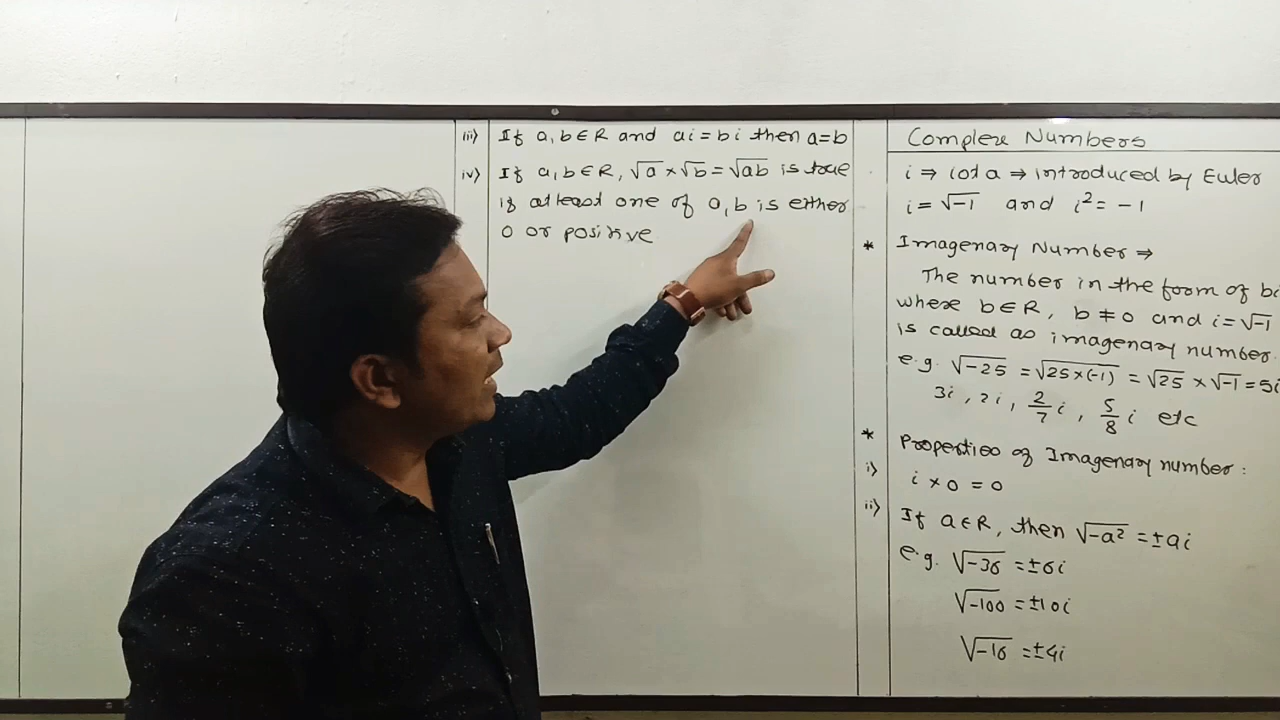 iii) If a,b∈R and ai = bi then a=b
iv) If a,b∈R, √a × √b = √ab is true
if atleast one of a,b is either
0 or positive
Complex Numbers
i ⇒ iota ⇒ introduced by Euler
i = √-1 and i² = -1
* Imagenary Number ⇒
The number in the form of bi
where b∈R, b ≠ 0 and i = √-1
is called as imagenary number.
e.g. √-25 = √25×(-1) = √25 × √-1 = 5i
3i, 2i, 2/7 i, 5/8 i etc
* Properties of Imagenary number:
i) i × 0 = 0
ii) If a∈R, then √-a² = ±ai
e.g. √-36 = ±6i
√-100 = ±10i
√-16 = ±4i